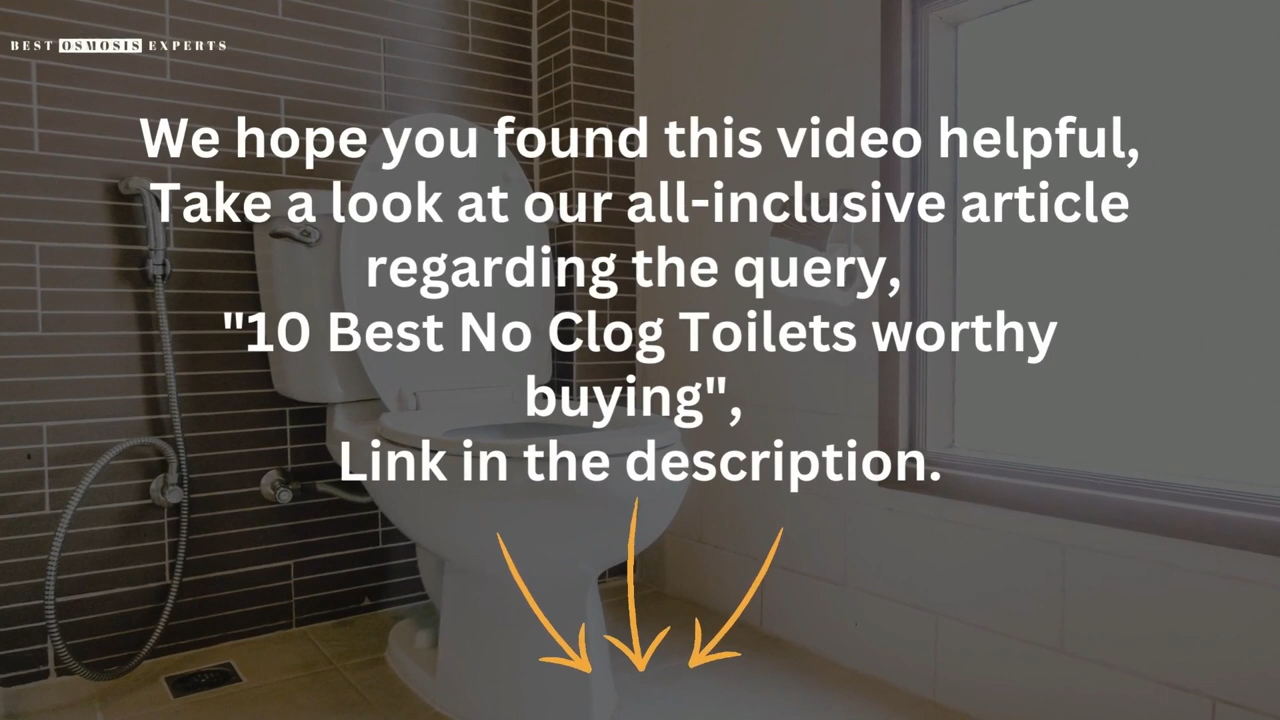 BEST OSMOSIS EXPERTS
We hope you found this video helpful,
Take a look at our all-inclusive article
regarding the query,
"10 Best No Clog Toilets worthy
buying",
Link in the description.